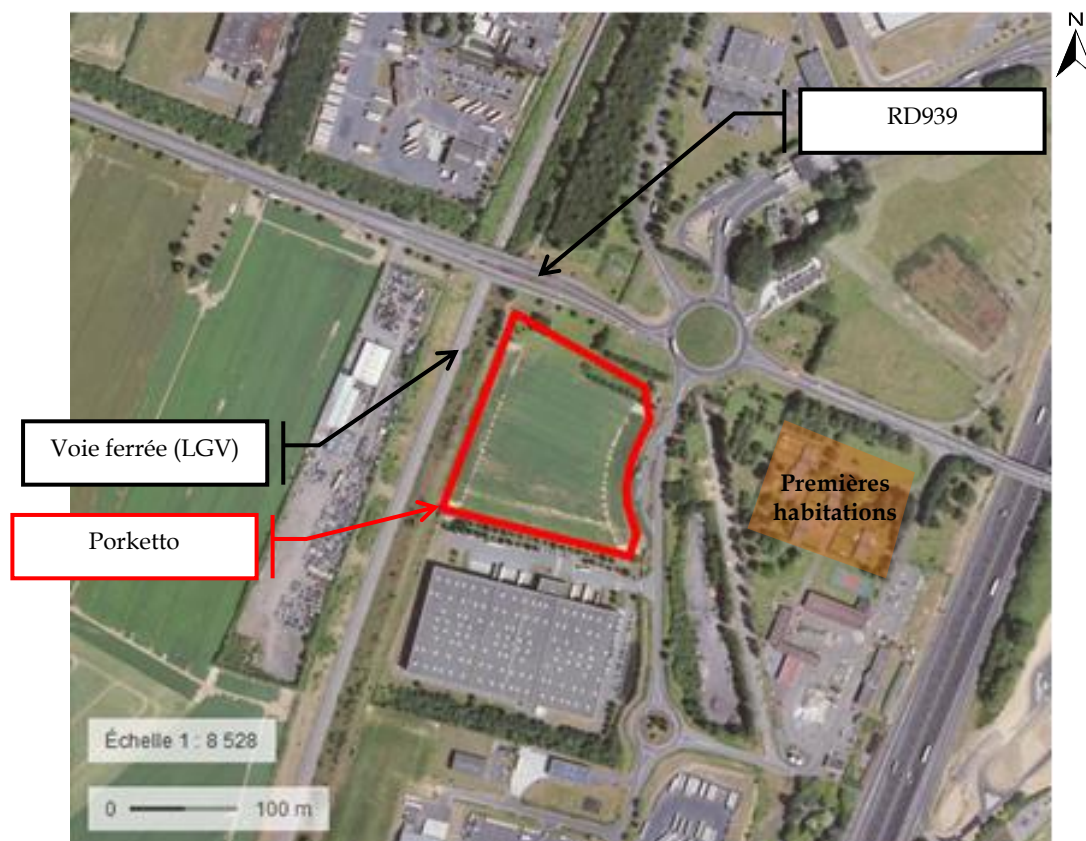 N
RD939
Voie ferrée (LGV)
Premières
habitations
Porketto
Échelle 1 : 8 528
0 100 m